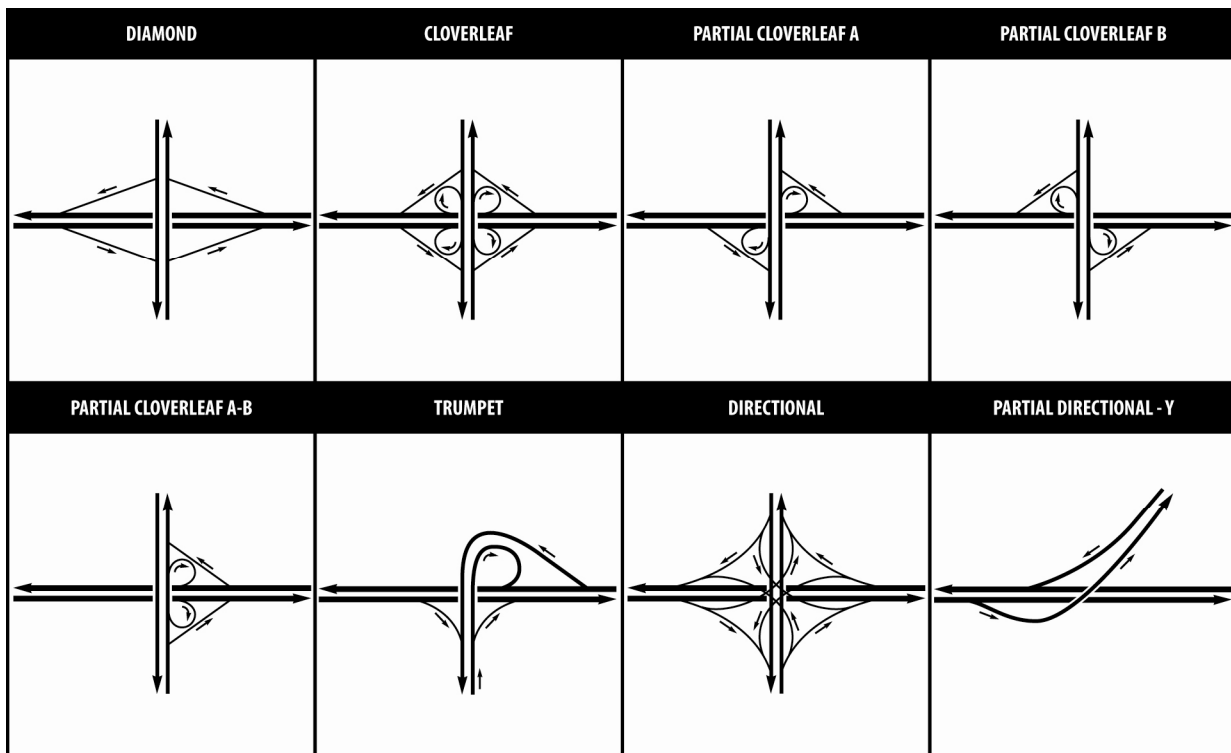 DIAMOND
CLOVERLEAF
PARTIAL CLOVERLEAF A
PARTIAL CLOVERLEAF B
PARTIAL CLOVERLEAF A-B
TRUMPET
DIRECTIONAL
PARTIAL DIRECTIONAL - Y